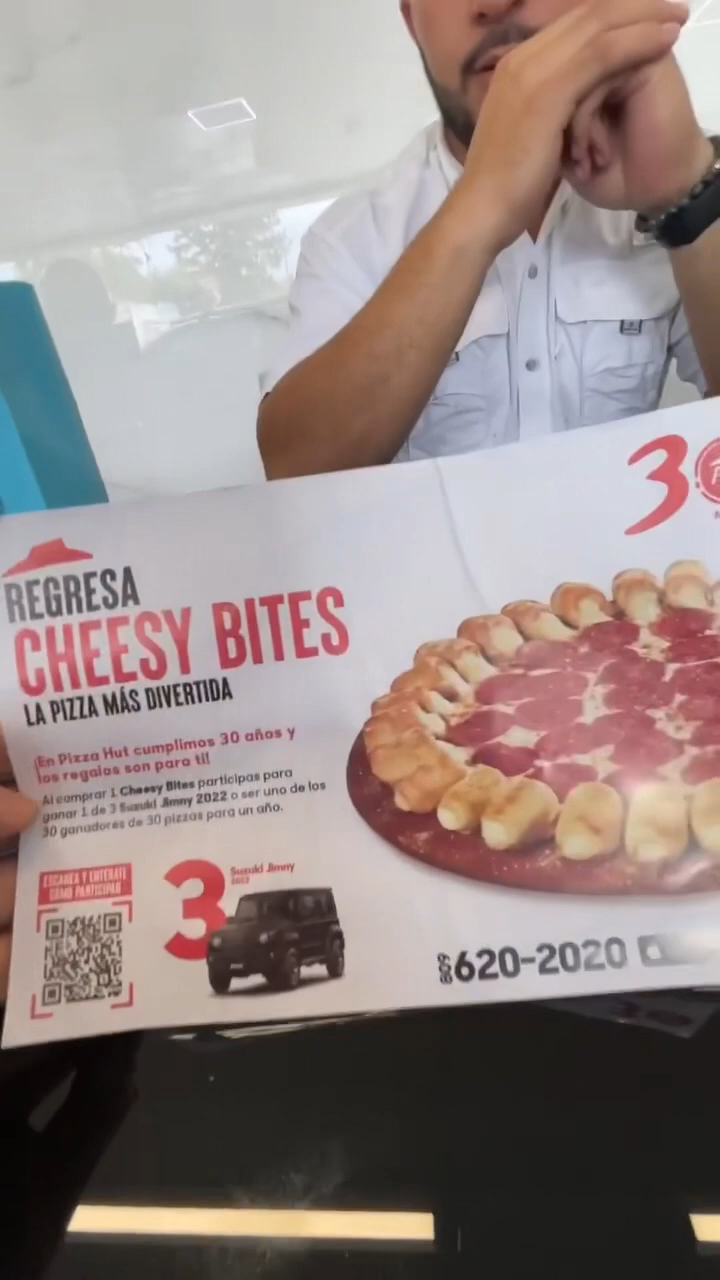 30
REGRESA
CHEESY BITES
LA PIZZA MÁS DIVERTIDA
¡En Pizza Hut cumplimos 30 años y
los regalos son para ti!
Al comprar 1 Cheesy Bites participas para
ganar 1 de 3 Suzuki Jimny 2022 o ser uno de los
30 ganadores de 30 pizzas para un año.
ESCANEA Y ENTÉRATE
CÓMO PARTICIPAR
3
Suzuki Jimny
2022
809 620-2020